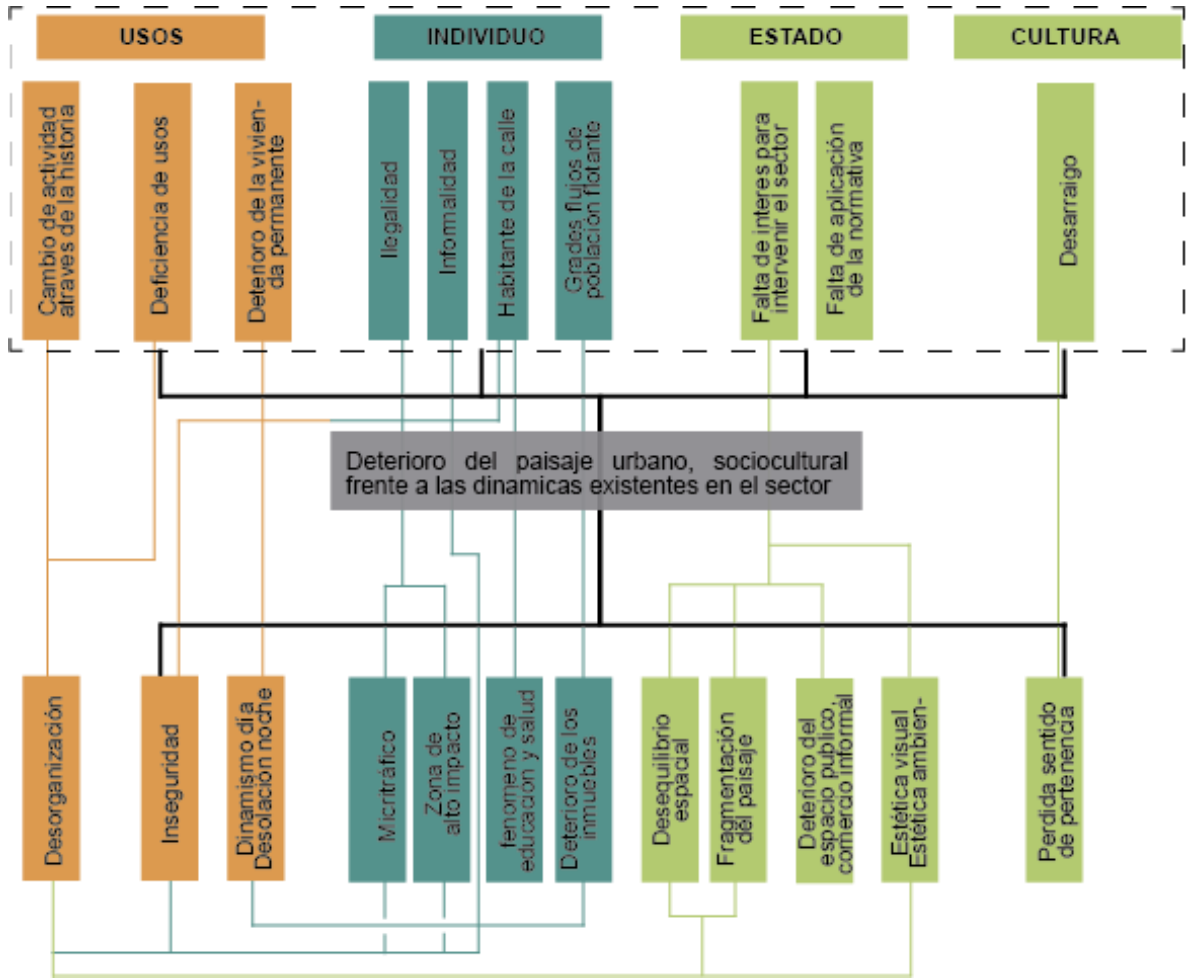 USOS
INDIVIDUO
ESTADO
CULTURA
Cambio de actividad
atraves de la historia
Deficiencia de usos
Deterioro de la vivien-
da permanente
Ilegalidad
Informalidad
Habitante de la calle
Grades flujos de
población flotante
Falta de interes para
intervenir el sector
Falta de aplicación
de la normativa
Desarraigo
Deterioro del paisaje urbano, sociocultural
frente a las dinamicas existentes en el sector
Desorganización
Inseguridad
Dinamismo día
Desolación noche
Micritráfico
Zona de
alto impacto
fenomeno de
educación y salud
Deterioro de los
inmuebles
Desequilibrio
espacial
Fragmentación
del paisaje
Deterioro del
espacio publico,
comercio informal
Estética visual
Estética ambien-
Perdida sentido
de pertenencia